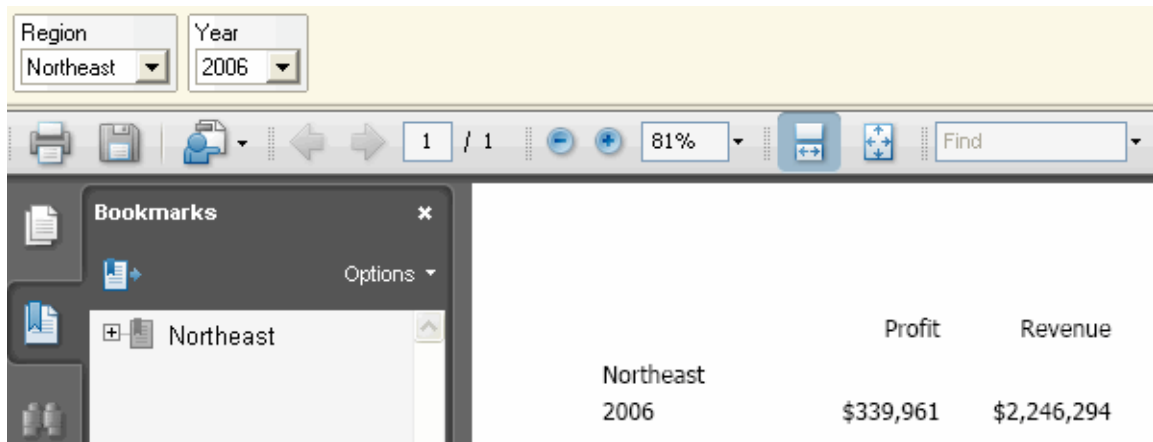 Region Year
Northeast 2006
1 / 1 81% Find
Bookmarks
Options
Northeast
Profit Revenue
Northeast
2006 $339,961 $2,246,294